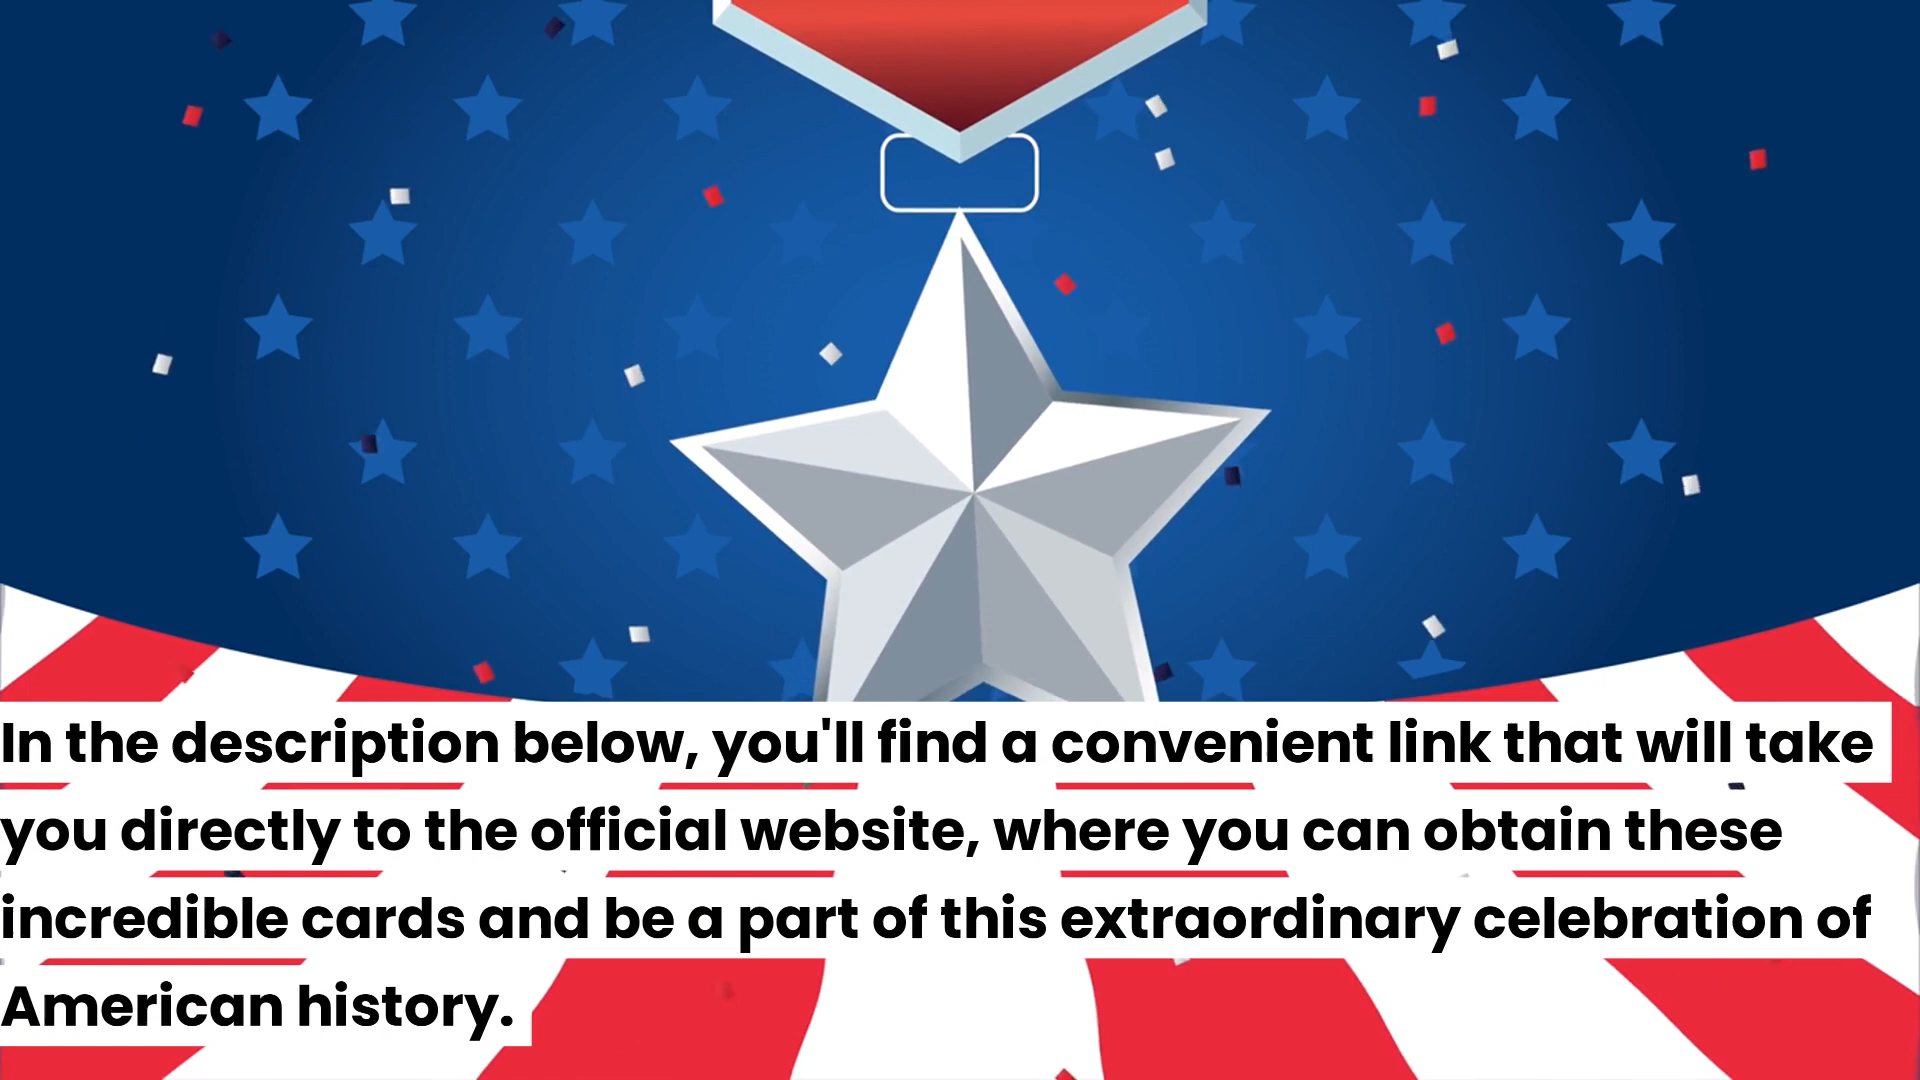 In the description below, you'll find a convenient link that will take
you directly to the official website, where you can obtain these
incredible cards and be a part of this extraordinary celebration of
American history.